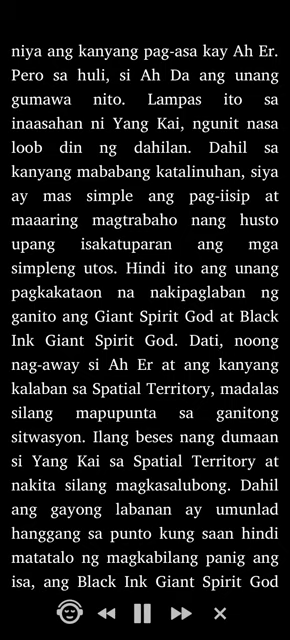 niya ang kanyang pag-asa kay Ah Er.
Pero sa huli, si Ah Da ang unang
gumawa nito. Lampas ito sa
inaasahan ni Yang Kai, ngunit nasa
loob din ng dahilan. Dahil sa
kanyang mababang katalinuhan, siya
ay mas simple ang pag-iisip at
maaaring magtrabaho nang husto
upang isakatuparan ang mga
simpleng utos. Hindi ito ang unang
pagkakataon na nakipaglaban ng
ganito ang Giant Spirit God at Black
Ink Giant Spirit God. Dati, noong
nag-away si Ah Er at ang kanyang
kalaban sa Spatial Territory, madalas
silang mapupunta sa ganitong
sitwasyon. Ilang beses nang dumaan
si Yang Kai sa Spatial Territory at
nakita silang magkasalubong. Dahil
ang gayong labanan ay umunlad
hanggang sa punto kung saan hindi
matatalo ng magkabilang panig ang
isa, ang Black Ink Giant Spirit God